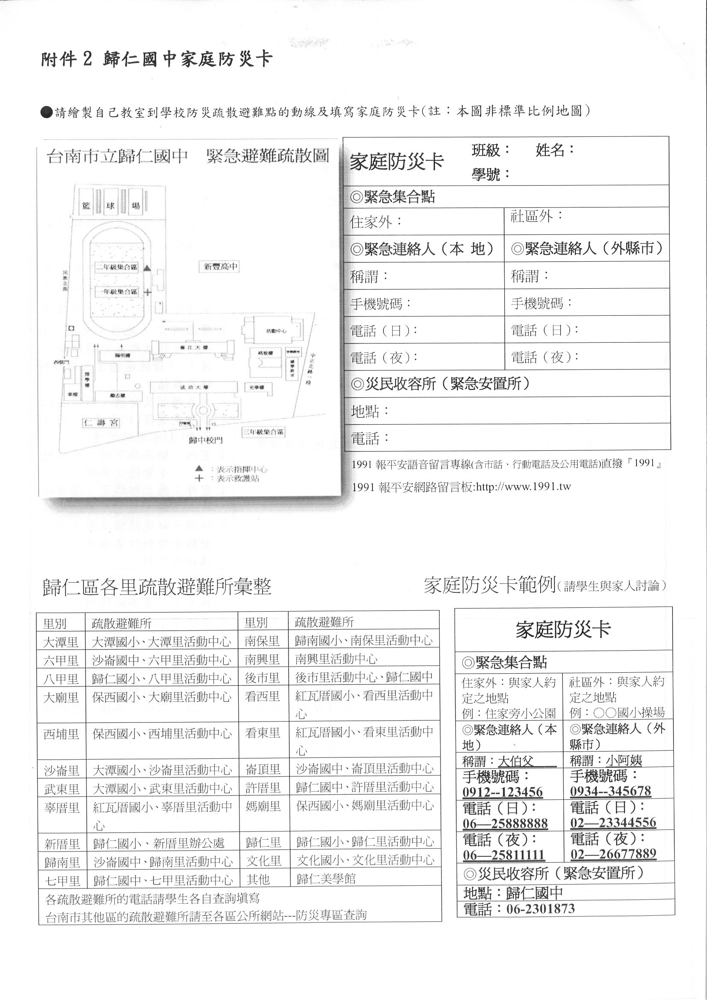 附件 2 歸仁國中家庭防災卡
●請繪製自己教室到學校防災疏散避難點的動線及填寫家庭防災卡(註：本圖非標準比例地圖)
台南市立歸仁國中 緊急避難疏散圖
籃 球 場
二年級集合區
新豐高中
一年級集合區
民族北街
活動中心
陽明樓
格致樓
中正北路一段
博學樓
成功大樓
光華樓
車棚
勵志樓
仁壽宮
三年級集合區
歸中校門
▲ ：表示指揮中心
＋ ：表示救護站
家庭防災卡 班級： 姓名：
學號：
◎緊急集合點
住家外： 社區外：
◎緊急連絡人（本 地） ◎緊急連絡人（外縣市）
稱謂： 稱謂：
手機號碼： 手機號碼：
電話（日）： 電話（日）：
電話（夜）： 電話（夜）：
◎災民收容所（緊急安置所）
地點：
電話：
1991 報平安語音留言專線(含市話、行動電話及公用電話)直撥『1991』
1991 報平安網路留言板:http://www.1991.tw
歸仁區各里疏散避難所彙整
里別 疏散避難所 里別 疏散避難所
大潭里 大潭國小、大潭里活動中心 南保里 歸南國小、南保里活動中心
六甲里 沙崙國中、六甲里活動中心 南興里 南興里活動中心
八甲里 歸仁國小、八甲里活動中心 後市里 後市里活動中心、歸仁國中
大廟里 保西國小、大廟里活動中心 看西里 紅瓦厝國小、看西里活動中
心
西埔里 保西國小、西埔里活動中心 看東里 紅瓦厝國小、看東里活動中
心
沙崙里 大潭國小、沙崙里活動中心 崙頂里 沙崙國中、崙頂里活動中心
武東里 大潭國小、武東里活動中心 許厝里 歸仁國中、許厝里活動中心
辜厝里 紅瓦厝國小、辜厝里活動中 媽廟里 保西國小、媽廟里活動中心
心
新厝里 歸仁國小、新厝里辦公處 歸仁里 歸仁國小、歸仁里活動中心
歸南里 沙崙國中、歸南里活動中心 文化里 文化國小、文化里活動中心
七甲里 歸仁國中、七甲里活動中心 其他 歸仁美學館
各疏散避難所的電話請學生各自查詢填寫
台南市其他區的疏散避難所請至各區公所網站---防災專區查詢
家庭防災卡範例(請學生與家人討論)
家庭防災卡
◎緊急集合點
住家外：與家人約 社區外：與家人約
定之地點 定之地點
例：住家旁小公園 例：○○國小操場
◎緊急連絡人（本 ◎緊急連絡人（外
地） 縣市）
稱謂：大伯父 稱謂：小阿姨
手機號碼： 手機號碼：
0912--123456 0934--345678
電話（日）： 電話（日）：
06—25888888 02—23344556
電話（夜）： 電話（夜）：
06—25811111 02—26677889
◎災民收容所（緊急安置所）
地點：歸仁國中
電話：06-2301873